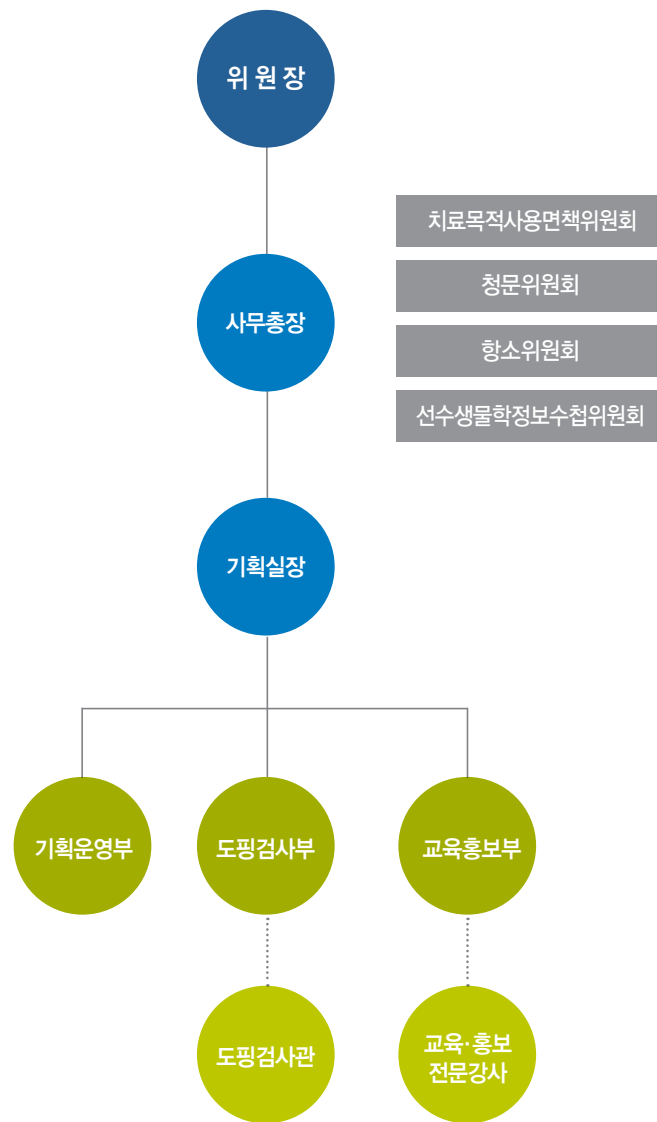 위 원 장
치료목적사용면책위원회
청문위원회
사무총장
항소위원회
선수생물학정보수첩위원회
기획실장
기획운영부
도핑검사부
교육홍보부
도핑검사관
교육·홍보
전문강사